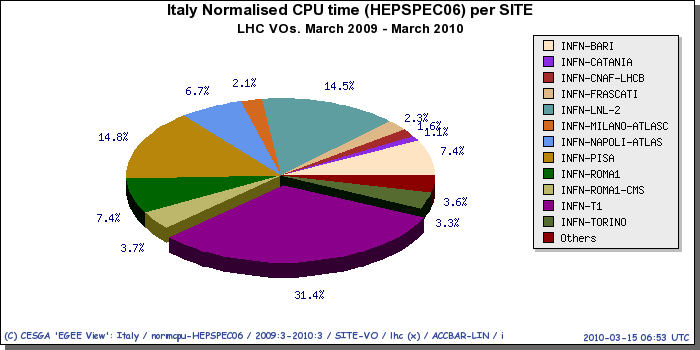 Italy Normalised CPU time (HEPSPEC06) per SITE
LHC VOs. March 2009 - March 2010
INFN-BARI
INFN-CATANIA
INFN-CNAF-LHCB
INFN-FRASCATI
INFN-LNL-2
INFN-MILANO-ATLASC
INFN-NAPOLI-ATLAS
INFN-PISA
INFN-ROMA1
INFN-ROMA1-CMS
INFN-T1
INFN-TORINO
Others
2.1%
14.5%
6.7%
2.3%
1.6%
1.1%
14.8%
7.4%
7.4%
3.6%
3.7%
3.3%
31.4%
(C) CESGA 'EGEE View': Italy / normcpu-HEPSPEC06 / 2009:3-2010:3 / SITE-VO / lhc (x) / ACCBAR-LIN / i
2010-03-15 06:53 UTC